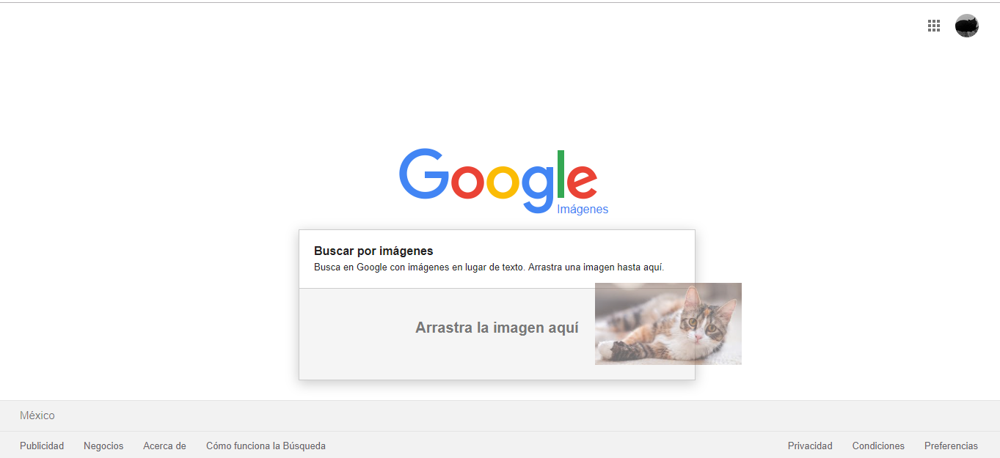 Google
Imágenes
Buscar por imágenes
Busca en Google con imágenes en lugar de texto. Arrastra una imagen hasta aquí.
Arrastra la imagen aquí
México
Publicidad Negocios Acerca de Cómo funciona la Búsqueda Privacidad Condiciones Preferencias